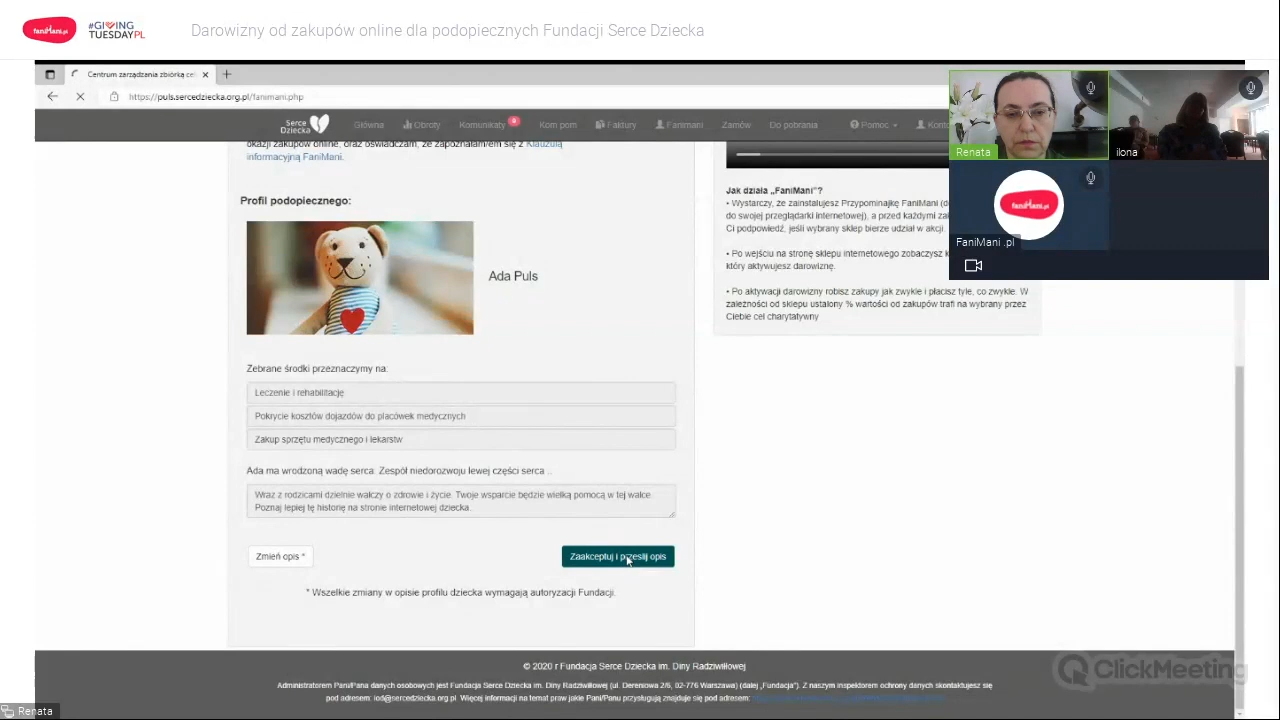 faniMani.pl
#GIVING
TUESDAYPL
Darowizny od zakupów online dla podopiecznych Fundacji Serce Dziecka
Centrum zarządzania zbiórką ce
https://puls.sercedziecka.org.pl/fanimani.php
Serce
Dziecka
Główna
Obroty
Komunikaty
Kom pom
Faktury
Fanimani
Zamów
Do pobrania
Pomoc
Konto
okazji zakupów online, oraz oświadczam, że zapoznałam/em się z Klauzulą
informacyjną FaniMani.
Profil podopiecznego:
Ada Puls
Zebrane środki przeznaczymy na:
Leczenie i rehabilitację
Pokrycie kosztów dojazdów do placówek medycznych
Zakup sprzętu medycznego i lekarstw
Ada ma wrodzoną wadę serca: Zespół niedorozwoju lewej części serca ..
Wraz z rodzicami dzielnie walczy o zdrowie i życie. Twoje wsparcie będzie wielką pomocą w tej walce.
Poznaj lepiej tę historię na stronie internetowej dziecka.
Zmień opis *
Zaakceptuj i prześlij opis
* Wszelkie zmiany w opisie profilu dziecka wymagają autoryzacji Fundacji.
Jak działa „FaniMani"?
• Wystarczy, że zainstalujesz Przypominajkę FaniMani (do
do swojej przeglądarki internetowej), a przed każdymi zak
Ci podpowiedź, jeśli wybrany sklep bierze udział w akcji.
• Po wejściu na stronę sklepu internetowego zobaczysz k
który aktywujesz darowiznę.
• Po aktywacji darowizny robisz zakupy jak zwykle i płacisz tyle, co zwykle. W
zależności od sklepu ustalony % wartości od zakupów trafi na wybrany przez
Ciebie cel charytatywny
Renata
ilona
faniMani.pl
FaniMani .pl
© 2020 r Fundacja Serce Dziecka im. Diny Radziwiłłowej
Administratorem Pani/Pana danych osobowych jest Fundacja Serce Dziecka im. Diny Radziwiłłowej (ul. Dereniowa 2/6, 02-776 Warszawa) (dalej „Fundacja"). Z naszym inspektorem ochrony danych skontaktujesz się
pod adresem: iod@sercedziecka.org.pl. Więcej informacji na temat praw jakie Pani/Panu przysługują znajduje się pod adresem:
ClickMeeting
Renata